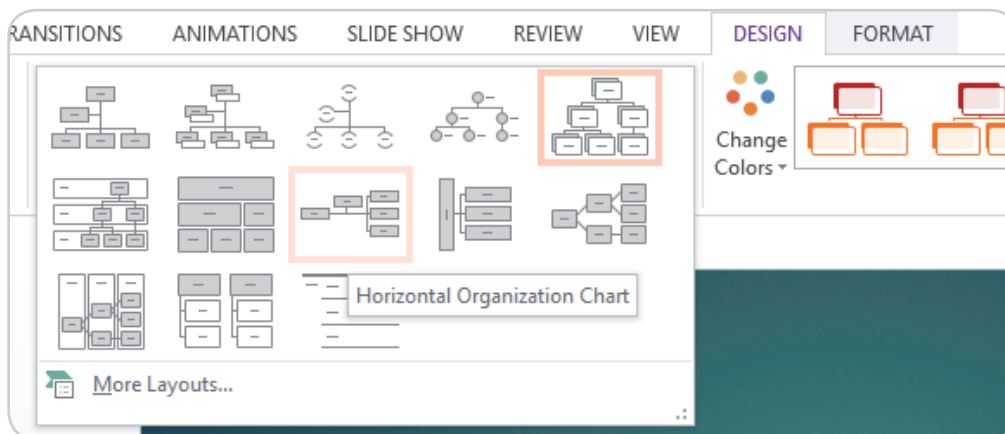 RANSITIONS ANIMATIONS SLIDE SHOW REVIEW VIEW DESIGN FORMAT
Change
Colors
Horizontal Organization Chart
More Layouts...